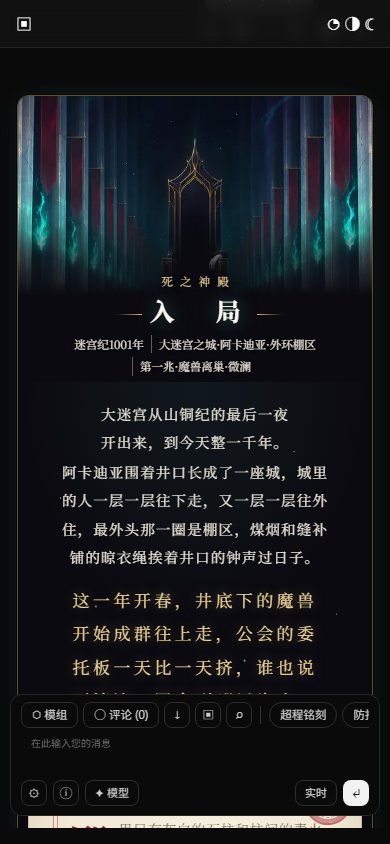 死之神殿
入 局
迷宫纪1001年 大迷宫之城·阿卡迪亚·外环棚区
第一兆·魔兽离巢·微澜
大迷宫从山铜纪的最后一夜
开出来，到今天整一千年。
阿卡迪亚围着井口长成了一座城，城里
的人一层一层往下走，又一层一层往外
住，最外头那一圈是棚区，煤烟和缝补
铺的晾衣绳挨着井口的钟声过日子。
这一年开春，井底下的魔兽
开始成群往上走，公会的委
托板一天比一天挤，谁也说
模组 评论 (0) 超程铭刻
在此输入您的消息
模型 实时